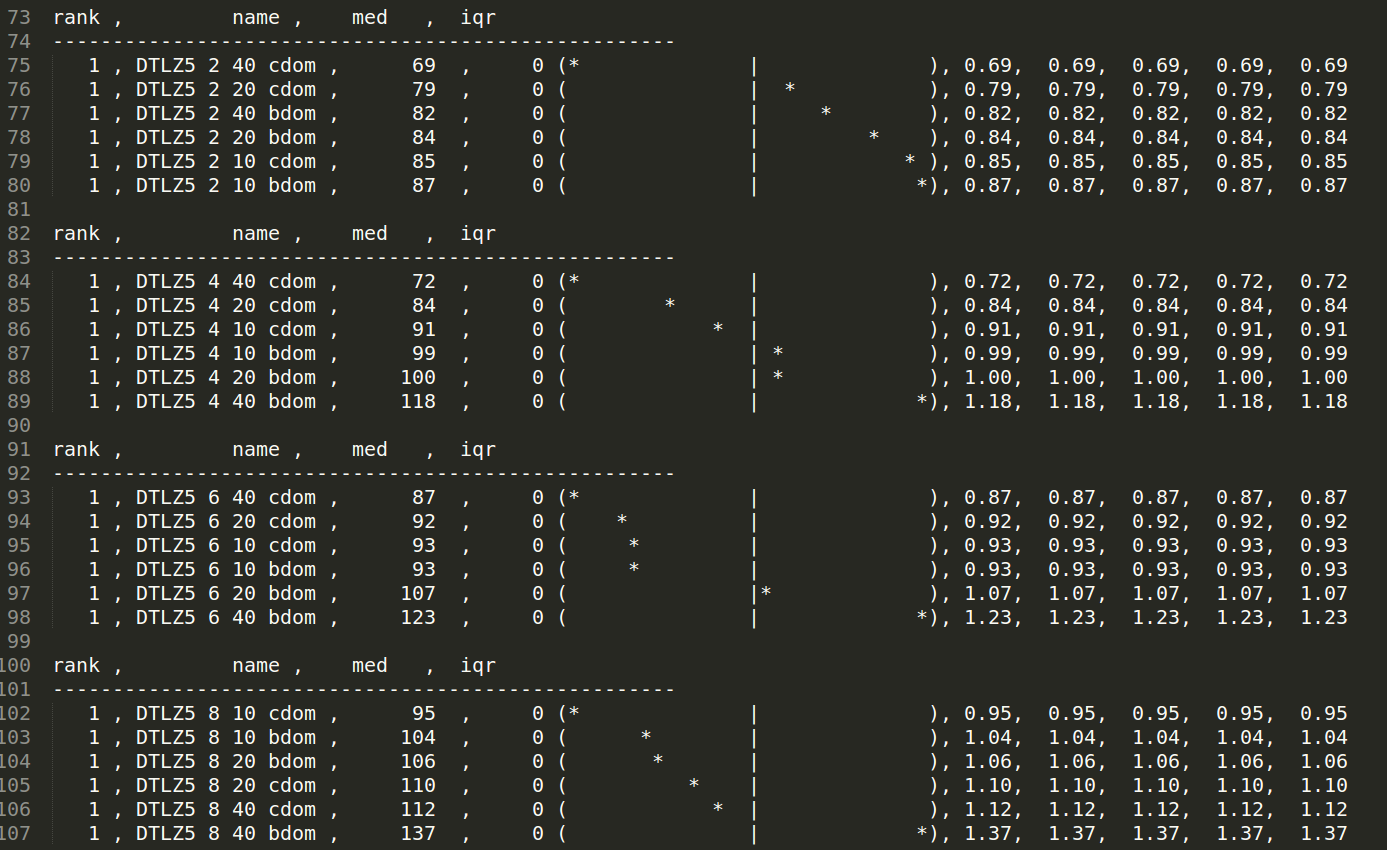 73 rank ,         name ,    med   ,  iqr
74 ----------------------------------------------------
75    1 , DTLZ5 2 40 cdom ,      69  ,     0 (*              |              ), 0.69,  0.69,  0.69,  0.69,  0.69
76    1 , DTLZ5 2 20 cdom ,      79  ,     0 (               |  *           ), 0.79,  0.79,  0.79,  0.79,  0.79
77    1 , DTLZ5 2 40 bdom ,      82  ,     0 (               |     *        ), 0.82,  0.82,  0.82,  0.82,  0.82
78    1 , DTLZ5 2 20 bdom ,      84  ,     0 (               |         *    ), 0.84,  0.84,  0.84,  0.84,  0.84
79    1 , DTLZ5 2 10 cdom ,      85  ,     0 (               |            * ), 0.85,  0.85,  0.85,  0.85,  0.85
80    1 , DTLZ5 2 10 bdom ,      87  ,     0 (               |             *), 0.87,  0.87,  0.87,  0.87,  0.87
81
82 rank ,         name ,    med   ,  iqr
83 ----------------------------------------------------
84    1 , DTLZ5 4 40 cdom ,      72  ,     0 (*              |              ), 0.72,  0.72,  0.72,  0.72,  0.72
85    1 , DTLZ5 4 20 cdom ,      84  ,     0 (        *      |              ), 0.84,  0.84,  0.84,  0.84,  0.84
86    1 , DTLZ5 4 10 cdom ,      91  ,     0 (            *  |              ), 0.91,  0.91,  0.91,  0.91,  0.91
87    1 , DTLZ5 4 10 bdom ,      99  ,     0 (               | *            ), 0.99,  0.99,  0.99,  0.99,  0.99
88    1 , DTLZ5 4 20 bdom ,     100  ,     0 (               | *            ), 1.00,  1.00,  1.00,  1.00,  1.00
89    1 , DTLZ5 4 40 bdom ,     118  ,     0 (               |             *), 1.18,  1.18,  1.18,  1.18,  1.18
90
91 rank ,         name ,    med   ,  iqr
92 ----------------------------------------------------
93    1 , DTLZ5 6 40 cdom ,      87  ,     0 (*              |              ), 0.87,  0.87,  0.87,  0.87,  0.87
94    1 , DTLZ5 6 20 cdom ,      92  ,     0 (    *          |              ), 0.92,  0.92,  0.92,  0.92,  0.92
95    1 , DTLZ5 6 10 cdom ,      93  ,     0 (     *         |              ), 0.93,  0.93,  0.93,  0.93,  0.93
96    1 , DTLZ5 6 10 bdom ,      93  ,     0 (     *         |              ), 0.93,  0.93,  0.93,  0.93,  0.93
97    1 , DTLZ5 6 20 bdom ,     107  ,     0 (               |*             ), 1.07,  1.07,  1.07,  1.07,  1.07
98    1 , DTLZ5 6 40 bdom ,     123  ,     0 (               |             *), 1.23,  1.23,  1.23,  1.23,  1.23
99
100 rank ,         name ,    med   ,  iqr
101 ----------------------------------------------------
102    1 , DTLZ5 8 10 cdom ,      95  ,     0 (*              |              ), 0.95,  0.95,  0.95,  0.95,  0.95
103    1 , DTLZ5 8 10 bdom ,     104  ,     0 (      *        |              ), 1.04,  1.04,  1.04,  1.04,  1.04
104    1 , DTLZ5 8 20 bdom ,     106  ,     0 (       *       |              ), 1.06,  1.06,  1.06,  1.06,  1.06
105    1 , DTLZ5 8 20 cdom ,     110  ,     0 (          *    |              ), 1.10,  1.10,  1.10,  1.10,  1.10
106    1 , DTLZ5 8 40 cdom ,     112  ,     0 (            *  |              ), 1.12,  1.12,  1.12,  1.12,  1.12
107    1 , DTLZ5 8 40 bdom ,     137  ,     0 (               |             *), 1.37,  1.37,  1.37,  1.37,  1.37